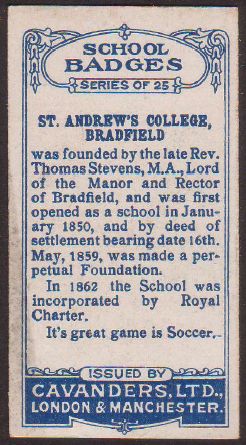 SCHOOL
BADGES
SERIES OF 25
ST. ANDREW'S COLLEGE,
BRADFIELD
was founded by the late Rev.
Thomas Stevens, M.A., Lord
of the Manor and Rector
of Bradfield, and was first
opened as a school in Janu-
ary 1850, and by deed of
settlement bearing date 16th.
May, 1859, was made a per-
petual Foundation.
In 1862 the School was
incorporated by Royal
Charter.
It's great game is Soccer.
ISSUED BY
CAVANDERS, LTD.,
LONDON & MANCHESTER.